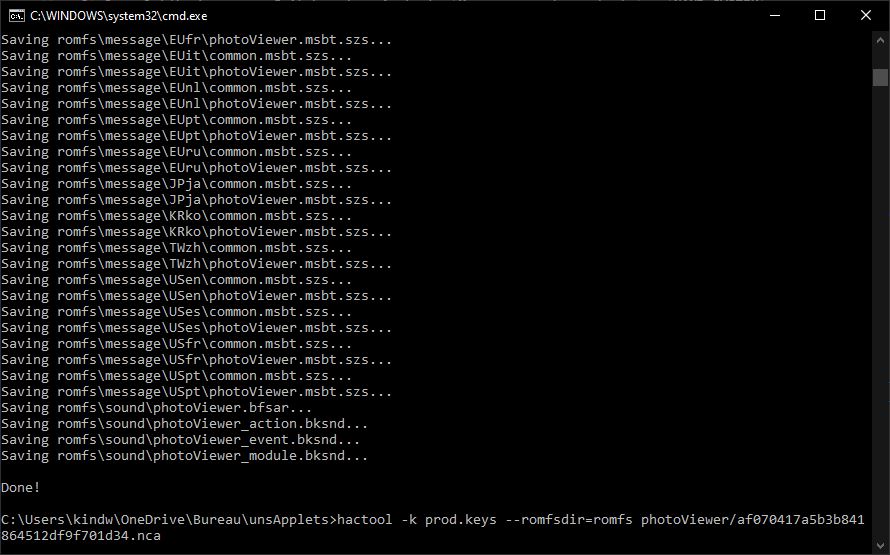 C:\WINDOWS\system32\cmd.exe
Saving romfs\message\EUfr\photoViewer.msbt.szs...
Saving romfs\message\EUit\common.msbt.szs...
Saving romfs\message\EUit\photoViewer.msbt.szs...
Saving romfs\message\EUnl\common.msbt.szs...
Saving romfs\message\EUnl\photoViewer.msbt.szs...
Saving romfs\message\EUpt\common.msbt.szs...
Saving romfs\message\EUpt\photoViewer.msbt.szs...
Saving romfs\message\EUru\common.msbt.szs...
Saving romfs\message\EUru\photoViewer.msbt.szs...
Saving romfs\message\JPja\common.msbt.szs...
Saving romfs\message\JPja\photoViewer.msbt.szs...
Saving romfs\message\KRko\common.msbt.szs...
Saving romfs\message\KRko\photoViewer.msbt.szs...
Saving romfs\message\TWzh\common.msbt.szs...
Saving romfs\message\TWzh\photoViewer.msbt.szs...
Saving romfs\message\USen\common.msbt.szs...
Saving romfs\message\USen\photoViewer.msbt.szs...
Saving romfs\message\USes\common.msbt.szs...
Saving romfs\message\USes\photoViewer.msbt.szs...
Saving romfs\message\USfr\common.msbt.szs...
Saving romfs\message\USfr\photoViewer.msbt.szs...
Saving romfs\message\USpt\common.msbt.szs...
Saving romfs\message\USpt\photoViewer.msbt.szs...
Saving romfs\sound\photoViewer.bfsar...
Saving romfs\sound\photoViewer_action.bksnd...
Saving romfs\sound\photoViewer_event.bksnd...
Saving romfs\sound\photoViewer_module.bksnd...
Done!
C:\Users\kindw\OneDrive\Bureau\unsApplets>hactool -k prod.keys --romfsdir=romfs photoViewer/af070417a5b3b841
864512df9f701d34.nca